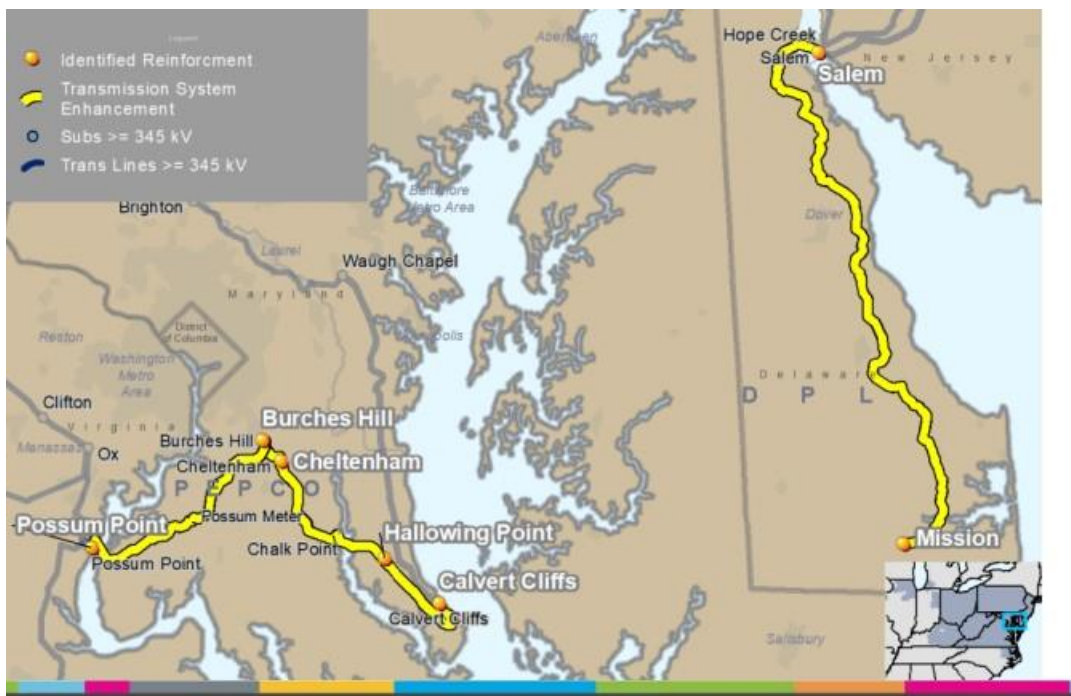 Legend
Identified Reinforcment
Transmission System
Enhancement
Subs >= 345 kV
Trans Lines >= 345 kV
Aberdeen
Hope Creek
Salem
Salem
New Jersey
Baltimore
Metro Area
Brighton
Laurel
Waugh Chapel
Maryland
Dover
District
of Columbia
Reston
Washington
Metro
Area
Delaware
DPL
Clifton
Virginia
Manassas
Ox
Burches Hill
Burches Hill
Cheltenham
Cheltenham
PEPCO
Possum Point
Possum Meter
Possum Point
Chalk Point
Hallowing Point
Mission
Calvert Cliffs
Calvert Cliffs
Salisbury